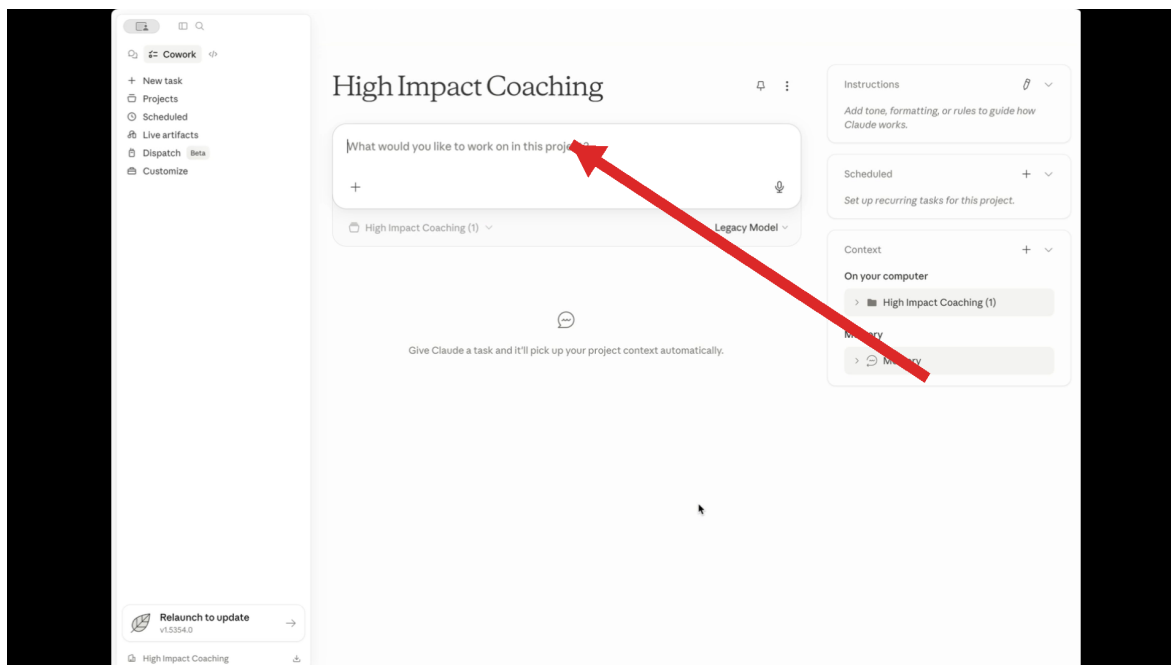 Cowork
New task
Projects
Scheduled
Live artifacts
Dispatch Beta
Customize
High Impact Coaching
What would you like to work on in this
High Impact Coaching (1)
Legacy Model
Give Claude a task and it'll pick up your project context automatically.
Instructions
Add tone, formatting, or rules to guide how
Claude works.
Scheduled
Set up recurring tasks for this project.
Context
On your computer
High Impact Coaching (1)
Memory
Memory
Relaunch to update
v1.5354.0
High Impact Coaching